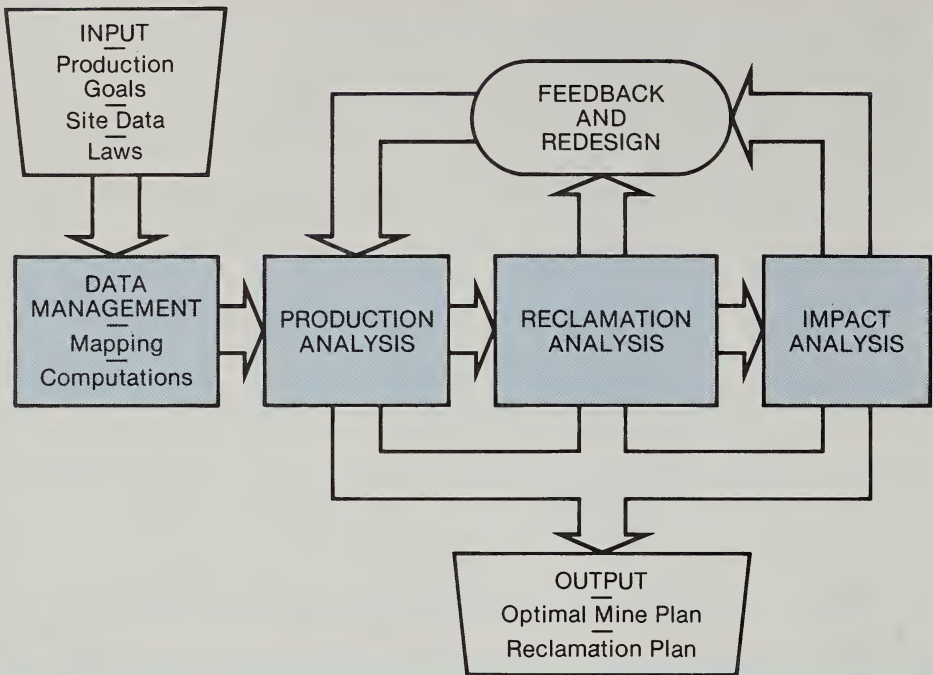 INPUT
Production
Goals
Site Data
Laws
FEEDBACK
AND
REDESIGN
DATA
MANAGEMENT
Mapping
Computations
PRODUCTION
ANALYSIS
RECLAMATION
ANALYSIS
IMPACT
ANALYSIS
OUTPUT
Optimal Mine Plan
Reclamation Plan